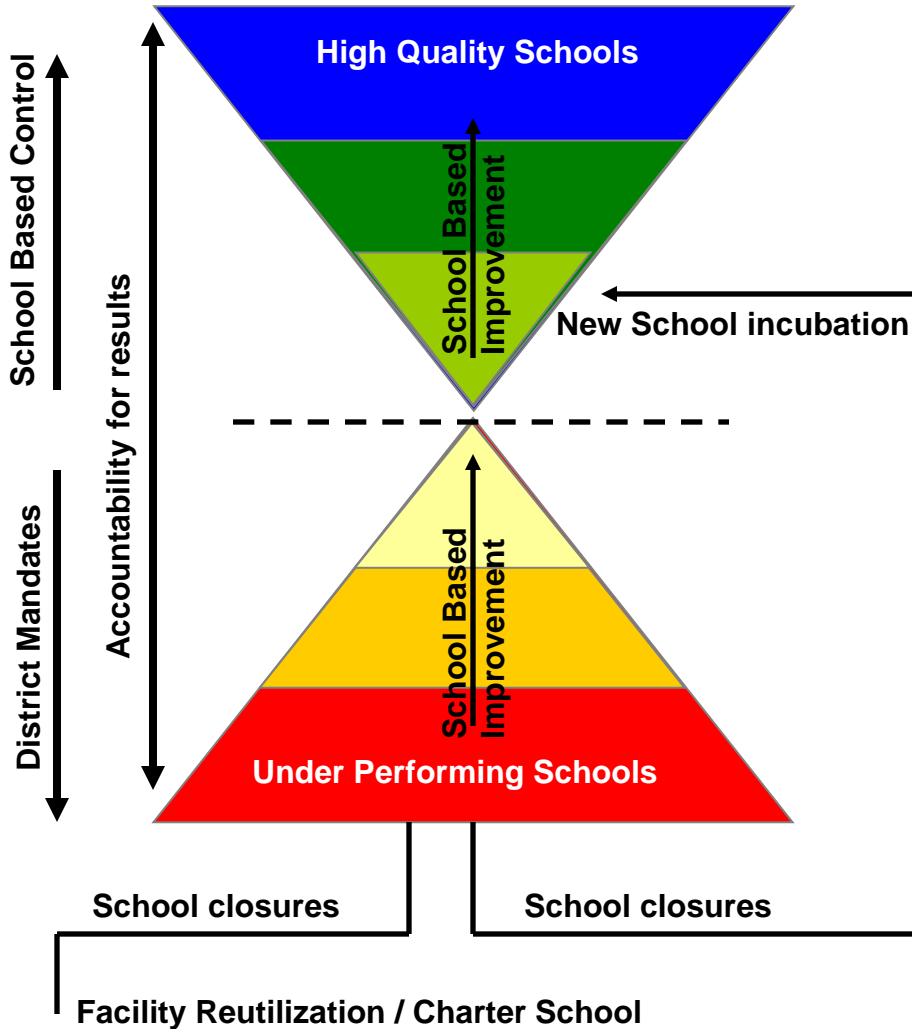 High Quality Schools
School Based Control
Accountability for results
School Based
Improvement
New School incubation
District Mandates
School Based
Improvement
Under Performing Schools
School closures
School closures
Facility Reutilization / Charter School